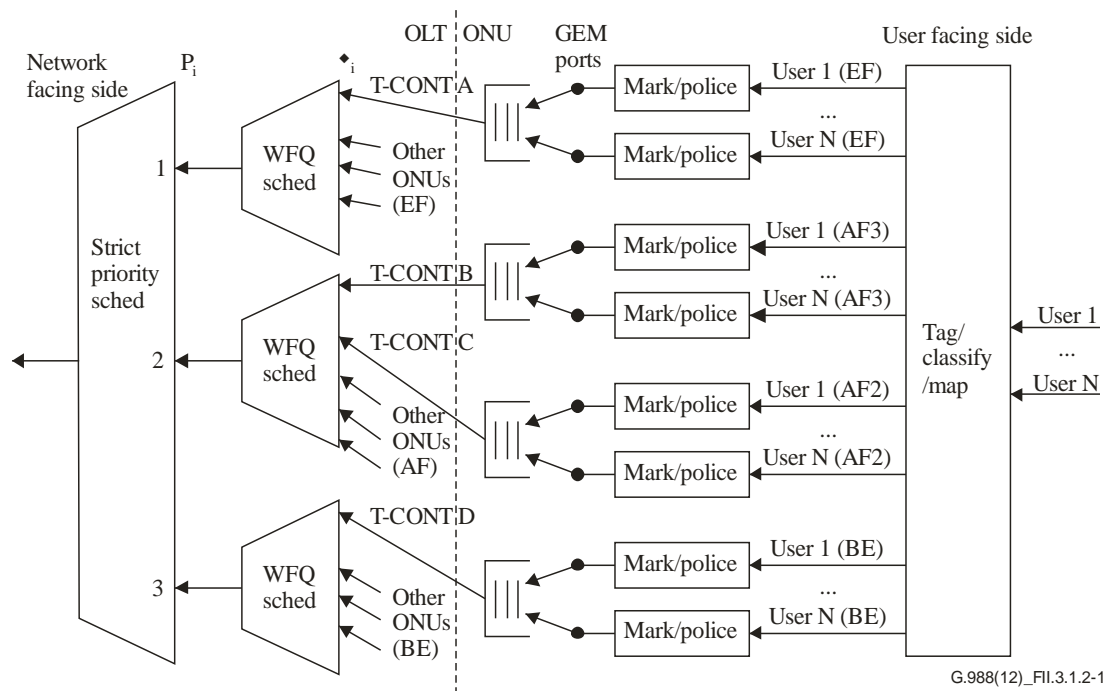 OLT
ONU
GEM
ports
User facing side
Network
facing side
P_i
◆_i
T-CONT A
Mark/police
User 1 (EF)
...
Mark/police
User N (EF)
1
WFQ
sched
Other
ONUs
(EF)
Strict
priority
sched
T-CONT B
Mark/police
User 1 (AF3)
...
Mark/police
User N (AF3)
T-CONT C
2
WFQ
sched
Other
ONUs
(AF)
Mark/police
User 1 (AF2)
...
Mark/police
User N (AF2)
Tag/
classify
/map
User 1
...
User N
T-CONT D
3
WFQ
sched
Other
ONUs
(BE)
Mark/police
User 1 (BE)
...
Mark/police
User N (BE)
G.988(12)_FII.3.1.2-1